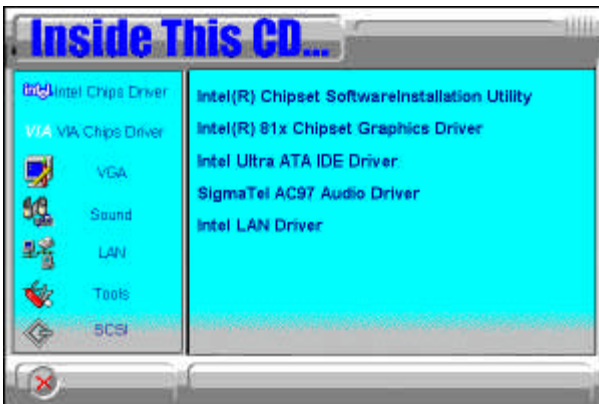 Inside This CD...
intel Intel Chips Driver
VIA VIA Chips Driver
VGA
Sound
LAN
Tools
SCSI
Intel(R) Chipset SoftwareInstallation Utility
Intel(R) 81x Chipset Graphics Driver
Intel Ultra ATA IDE Driver
SigmaTel AC97 Audio Driver
Intel LAN Driver